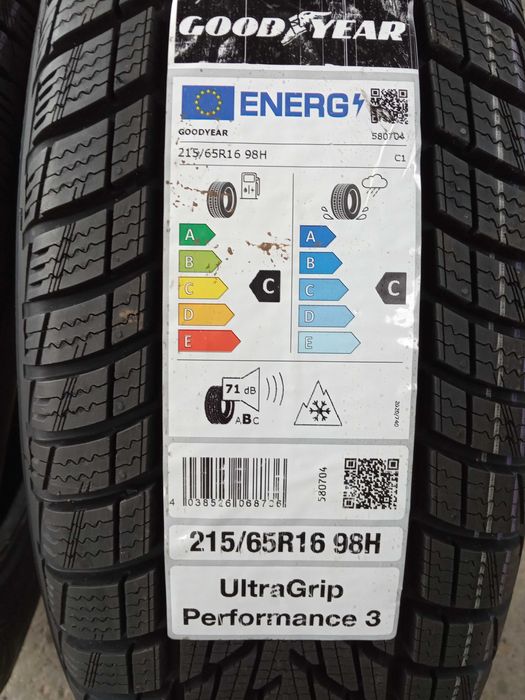 GOODYEAR
ENERG
GOODYEAR
580704
215/65R16 98H
C1
A
B
C
D
E
C
A
B
C
D
E
C
71 dB
ABC
2020/740
4 038526 068736
580704
215/65R16 98H
UltraGrip
Performance 3